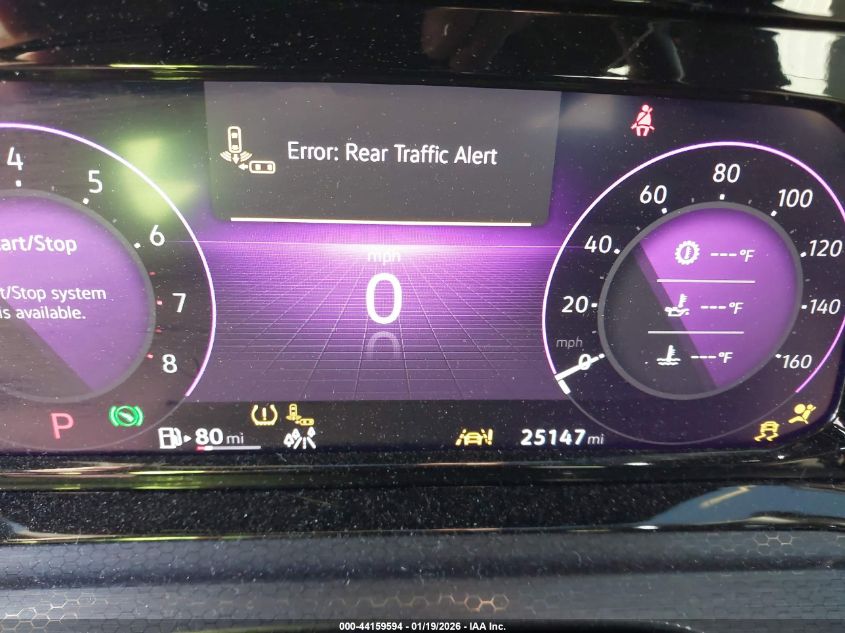 Error: Rear Traffic Alert
4
5
6
7
8
art/Stop
t/Stop system
is available.
mph
0
0
20
40
60
80
100
120
140
160
mph
---°F
---°F
---°F
P
80 mi
25147 mi
000-44159594 - 01/19/2026 - IAA Inc.